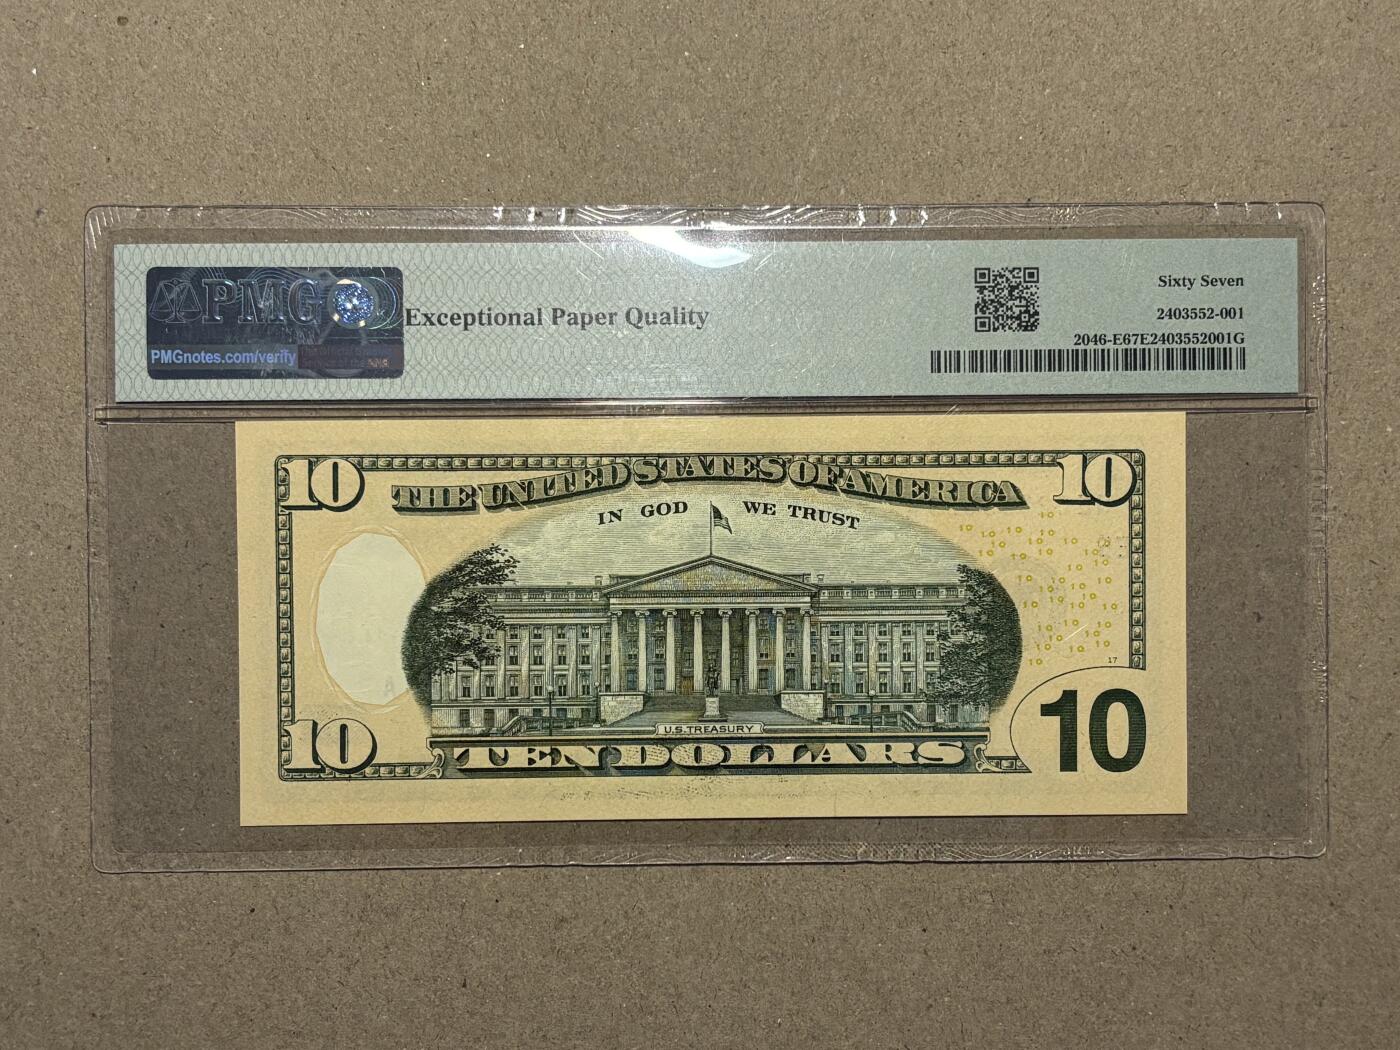 PMG
PMGnotes.com/verify
Exceptional Paper Quality
Sixty Seven
2403552-001
2046-E67E2403552001G
10
THE UNITED STATES OF AMERICA
10
IN GOD WE TRUST
17
U.S. TREASURY
10
TEN DOLLARS
10